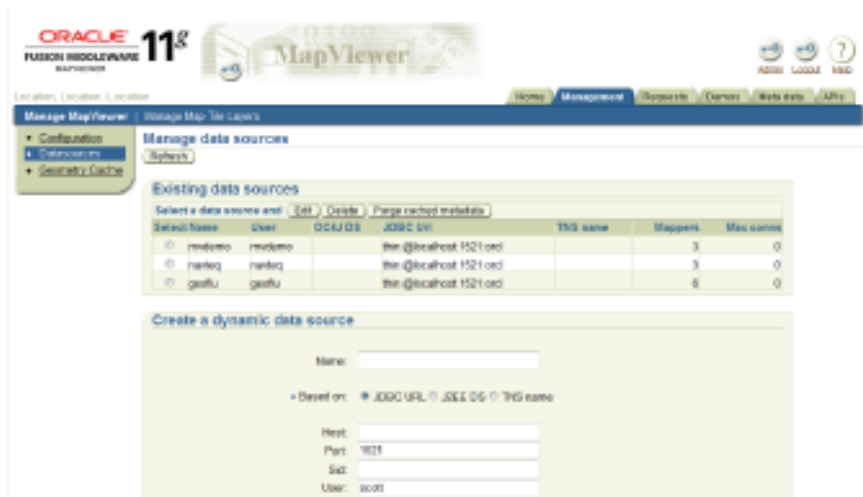 ORACLE 11g
FUSION MIDDLEWARE
MAPVIEWER
MapViewer
Admin Logout Help
Location, Location, Location
Home Management Requests Demos Metadata APIs
Manage MapViewer | Manage Map Tile Layers
Configuration
Datasources
Geometry Cache
Manage data sources
Refresh
Existing data sources
Select a data source and Edit Delete Purge cached metadata
Select Name User OC4J DS JDBC Url TNS name Mappers Max conns
mvdemo mvdemo thin:@localhost:1521:orcl 3 0
thin:@localhost:1521:orcl 3 0
thin:@localhost:1521:orcl 6 0
Create a dynamic data source
Name:
Based on: JDBC URL J2EE DS TNS name
Host:
Port: 1521
Sid:
User: scott